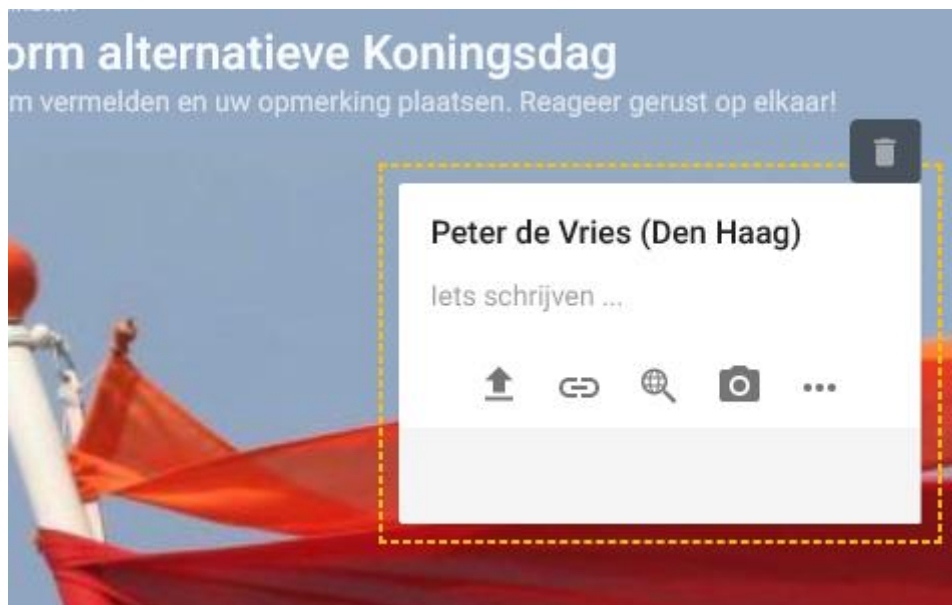 orm alternatieve Koningsdag
m vermelden en uw opmerking plaatsen. Reageer gerust op elkaar!
Peter de Vries (Den Haag)
Iets schrijven ...